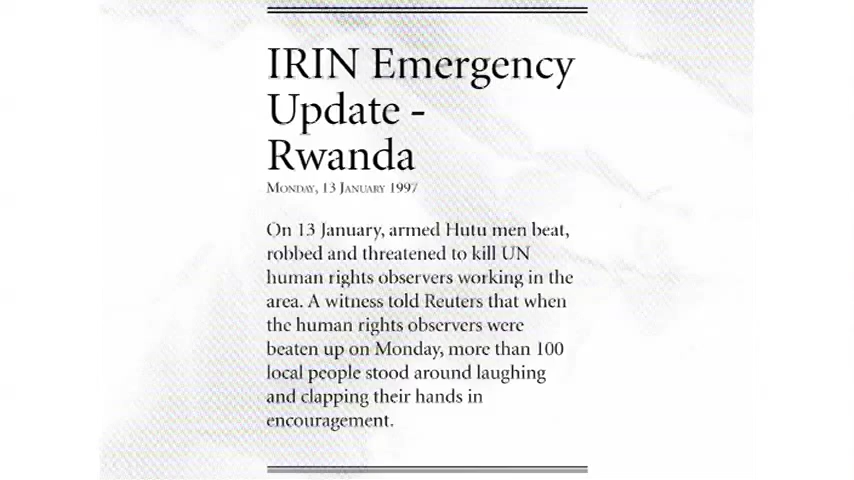 IRIN Emergency
Update -
Rwanda
Monday, 13 January 1997
On 13 January, armed Hutu men beat,
robbed and threatened to kill UN
human rights observers working in the
area. A witness told Reuters that when
the human rights observers were
beaten up on Monday, more than 100
local people stood around laughing
and clapping their hands in
encouragement.